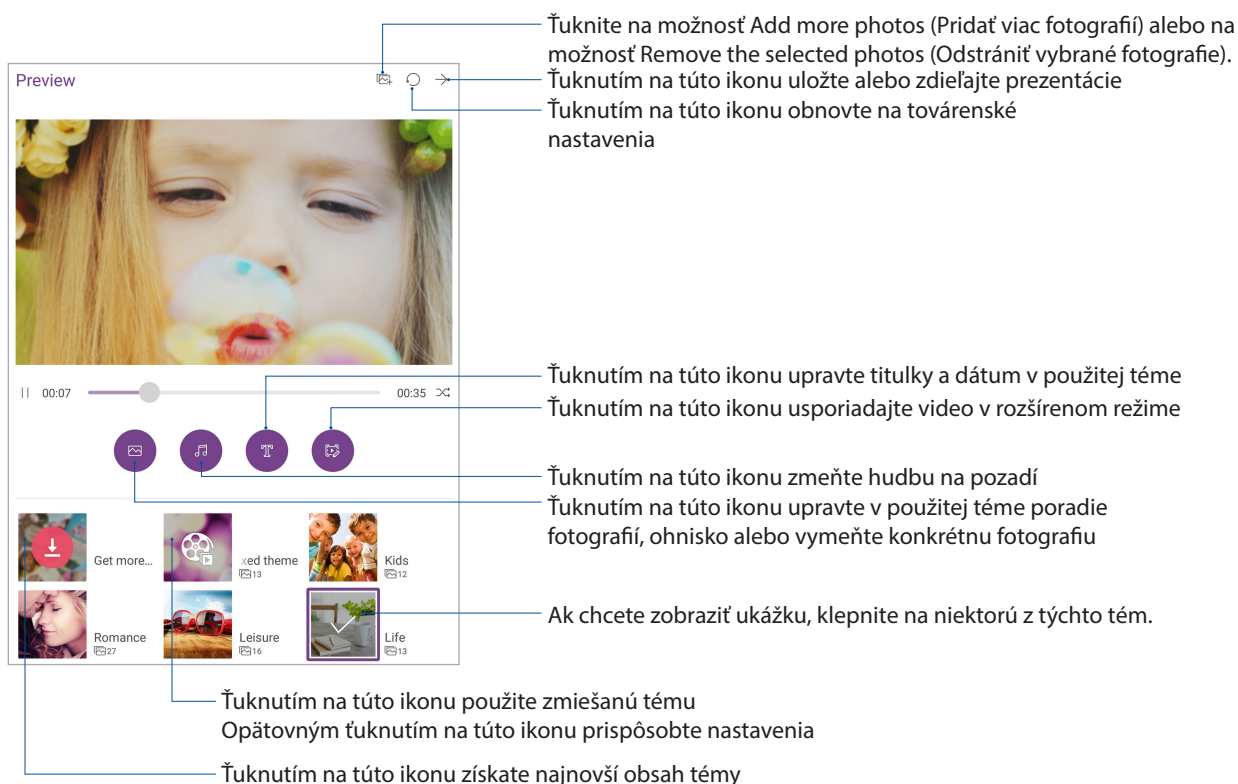 Ťuknite na možnosť Add more photos (Pridať viac fotografií) alebo na
možnosť Remove the selected photos (Odstrániť vybrané fotografie).
Ťuknutím na túto ikonu uložte alebo zdieľajte prezentácie
Ťuknutím na túto ikonu obnovte na továrenské
nastavenia
Preview
00:07
00:35
Ťuknutím na túto ikonu upravte titulky a dátum v použitej téme
Ťuknutím na túto ikonu usporiadajte video v rozšírenom režime
T
Ťuknutím na túto ikonu zmeňte hudbu na pozadí
Ťuknutím na túto ikonu upravte v použitej téme poradie
fotografií, ohnisko alebo vymeňte konkrétnu fotografiu
Get more...
xed theme
13
Kids
12
Ak chcete zobraziť ukážku, klepnite na niektorú z týchto tém.
Romance
27
Leisure
16
Life
13
Ťuknutím na túto ikonu použite zmiešanú tému
Opätovným ťuknutím na túto ikonu prispôsobte nastavenia
Ťuknutím na túto ikonu získate najnovší obsah témy